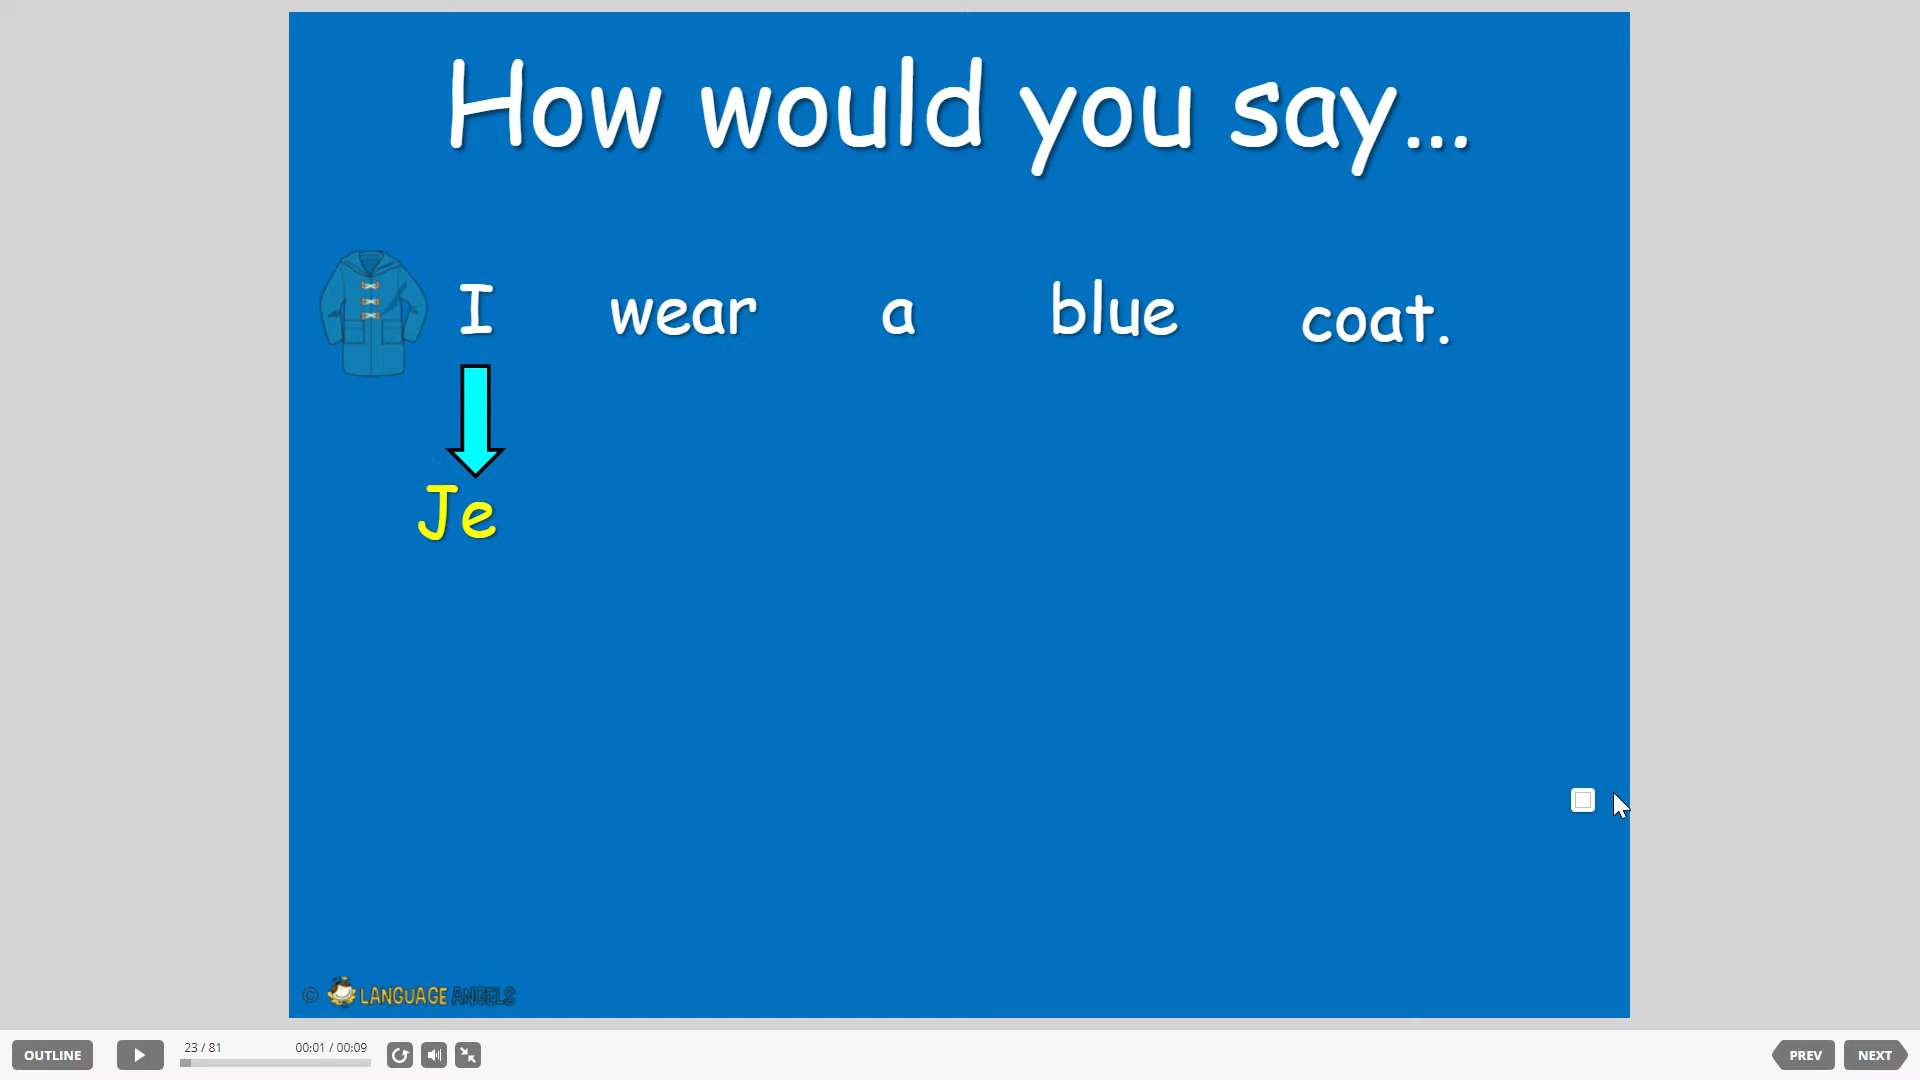 How would you say...
I wear a blue coat.
Je
© LANGUAGE ANGELS
OUTLINE 23 / 81 00:01 / 00:09 PREV NEXT